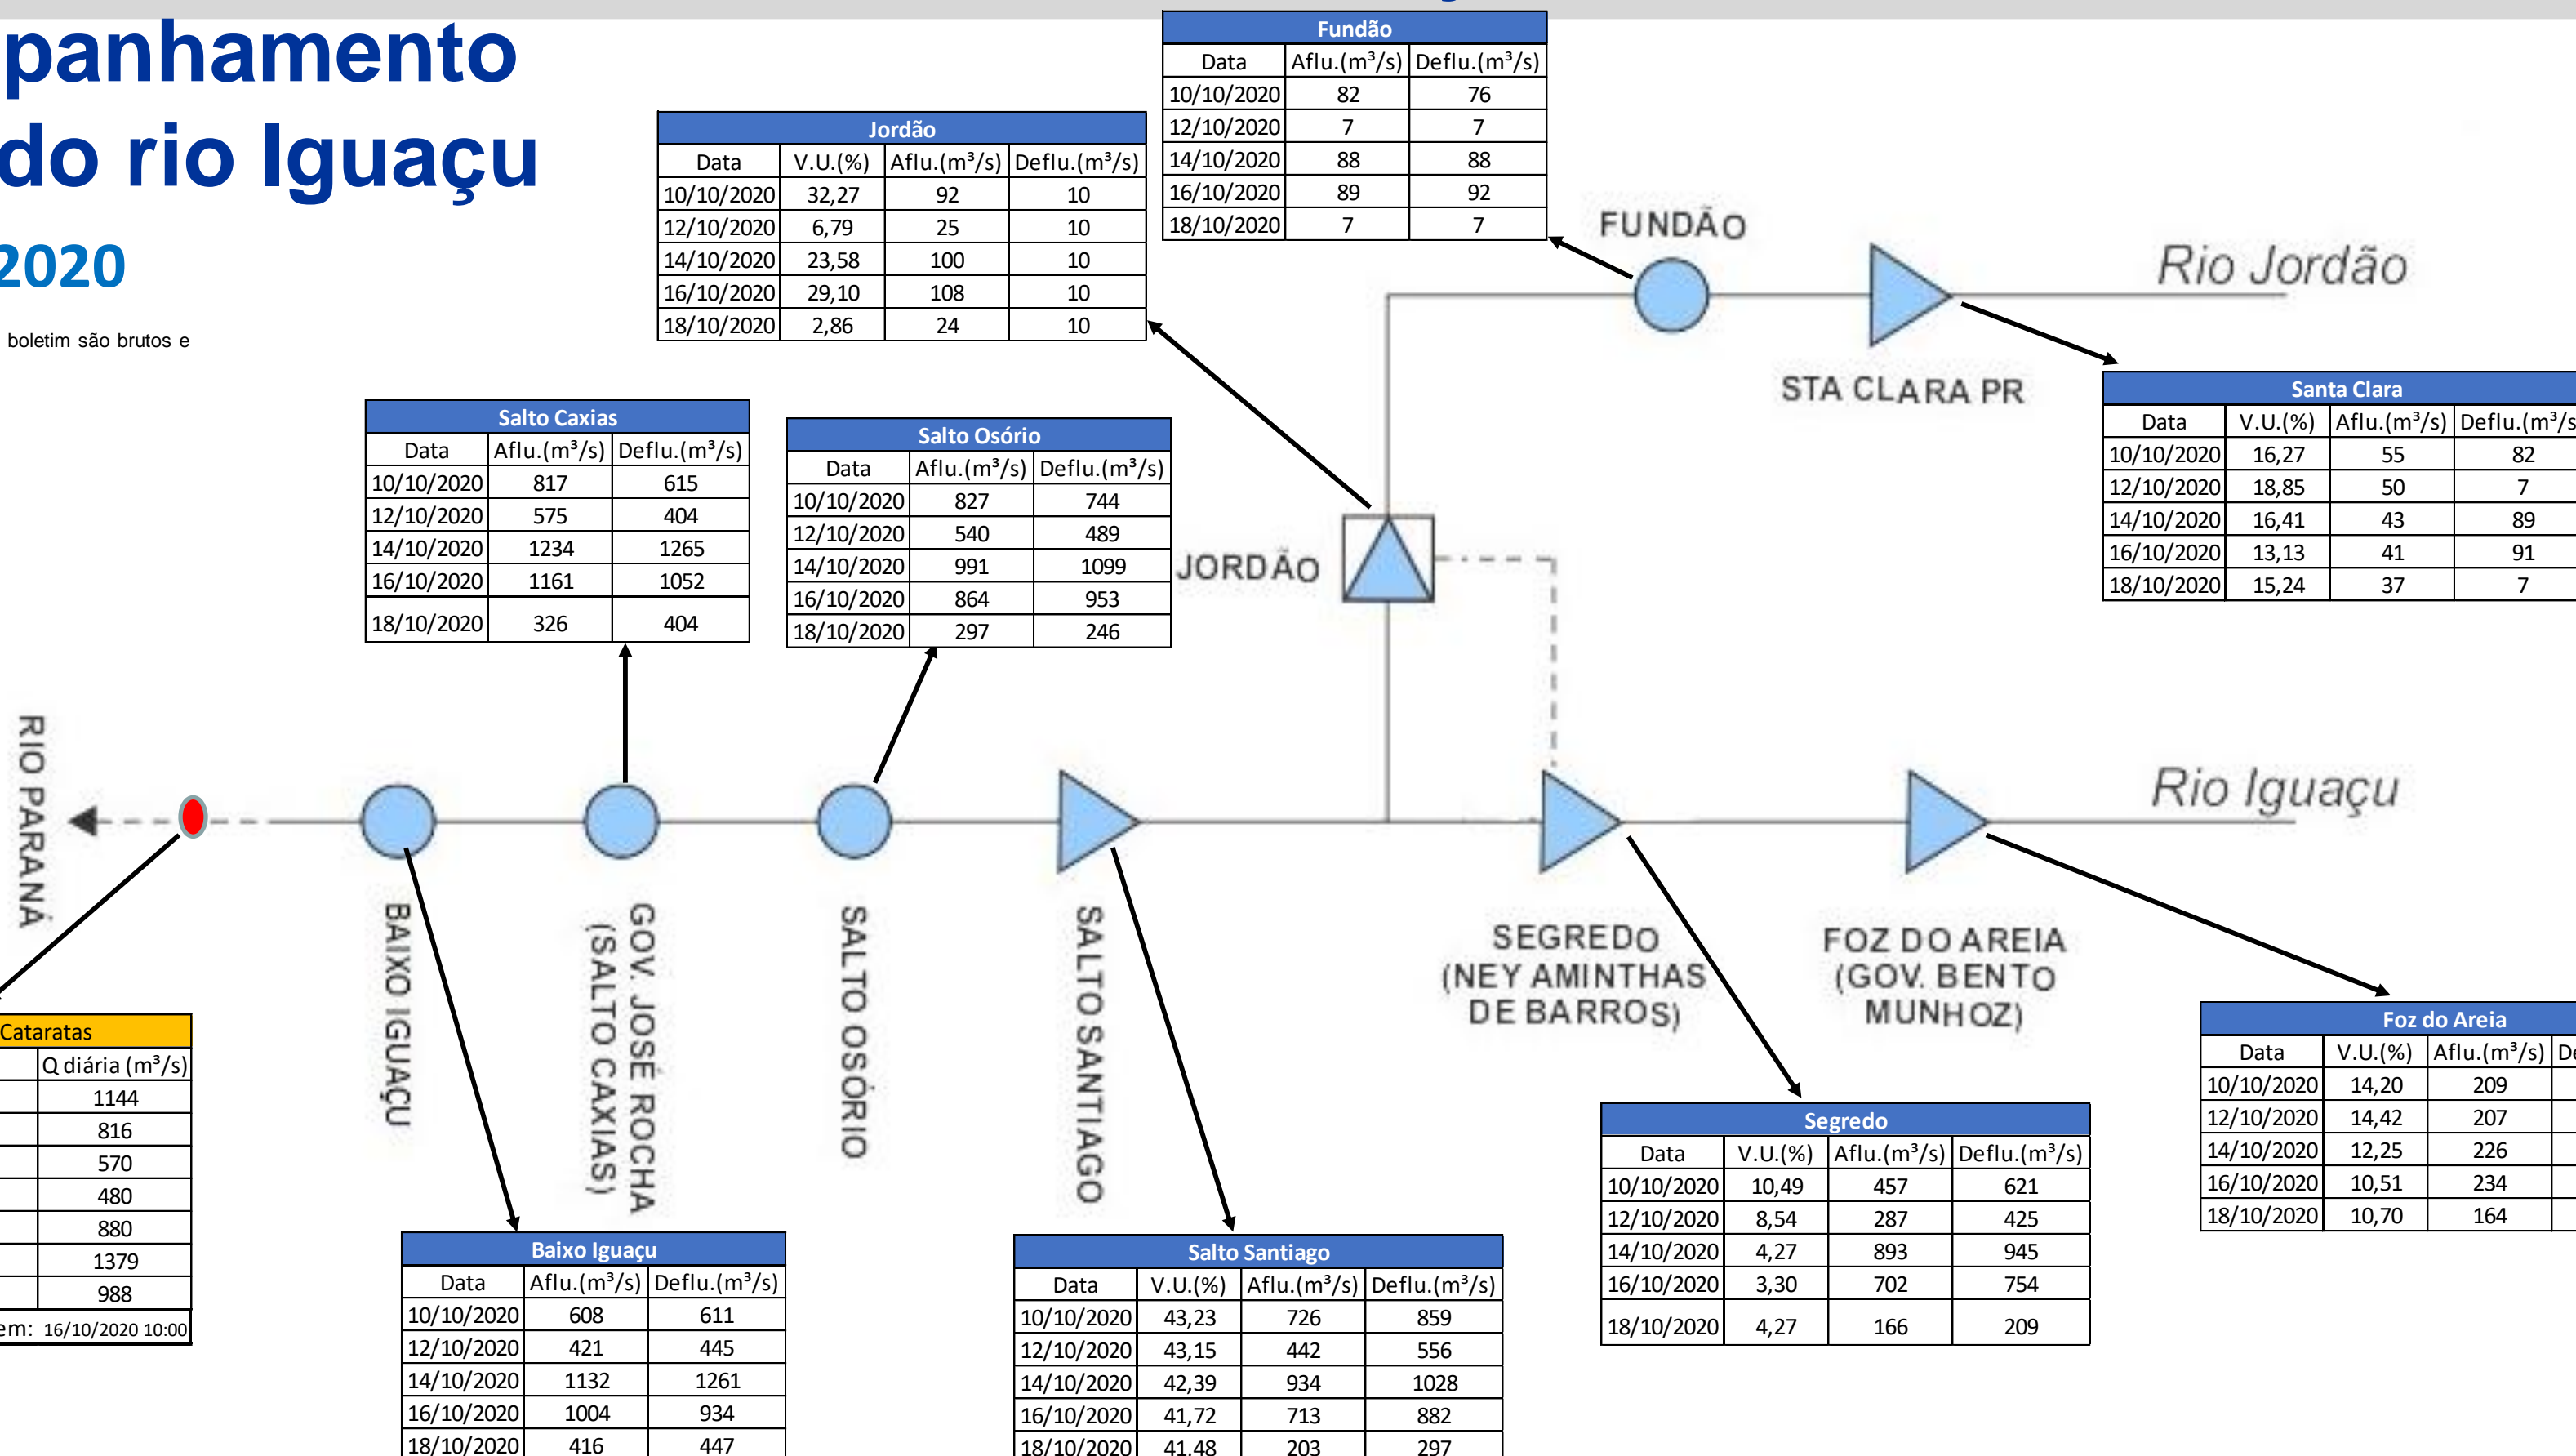 panhamento
do rio Iguaçu
2020
boletim são brutos e
Fundão
Data Aflu.(m³/s) Deflu.(m³/s)
10/10/2020 82 76
12/10/2020 7 7
14/10/2020 88 88
16/10/2020 89 92
18/10/2020 7 7
Jordão
Data V.U.(%) Aflu.(m³/s) Deflu.(m³/s)
10/10/2020 32,27 92 10
12/10/2020 6,79 25 10
14/10/2020 23,58 100 10
16/10/2020 29,10 108 10
18/10/2020 2,86 24 10
FUNDÃO
Rio Jordão
STA CLARA PR
Santa Clara
Data V.U.(%) Aflu.(m³/s) Deflu.(m³/s
10/10/2020 16,27 55 82
12/10/2020 18,85 50 7
14/10/2020 16,41 43 89
16/10/2020 13,13 41 91
18/10/2020 15,24 37 7
Salto Caxias
Data Aflu.(m³/s) Deflu.(m³/s)
10/10/2020 817 615
12/10/2020 575 404
14/10/2020 1234 1265
16/10/2020 1161 1052
18/10/2020 326 404
Salto Osório
Data Aflu.(m³/s) Deflu.(m³/s)
10/10/2020 827 744
12/10/2020 540 489
14/10/2020 991 1099
16/10/2020 864 953
18/10/2020 297 246
JORDÃO
RIO PARANÁ
Rio Iguaçu
BAIXO IGUAÇU
GOV. JOSÉ ROCHA
(SALTO CAXIAS)
SALTO OSÓRIO
SALTO SANTIAGO
SEGREDO
(NEY AMINTHAS
DE BARROS)
FOZ DO AREIA
(GOV. BENTO
MUNHOZ)
Cataratas
Q diária (m³/s)
1144
816
570
480
880
1379
988
em: 16/10/2020 10:00
Baixo Iguaçu
Data Aflu.(m³/s) Deflu.(m³/s)
10/10/2020 608 611
12/10/2020 421 445
14/10/2020 1132 1261
16/10/2020 1004 934
18/10/2020 416 447
Salto Santiago
Data V.U.(%) Aflu.(m³/s) Deflu.(m³/s)
10/10/2020 43,23 726 859
12/10/2020 43,15 442 556
14/10/2020 42,39 934 1028
16/10/2020 41,72 713 882
18/10/2020 41,48 203 297
Segredo
Data V.U.(%) Aflu.(m³/s) Deflu.(m³/s)
10/10/2020 10,49 457 621
12/10/2020 8,54 287 425
14/10/2020 4,27 893 945
16/10/2020 3,30 702 754
18/10/2020 4,27 166 209
Foz do Areia
Data V.U.(%) Aflu.(m³/s) De
10/10/2020 14,20 209
12/10/2020 14,42 207
14/10/2020 12,25 226
16/10/2020 10,51 234
18/10/2020 10,70 164